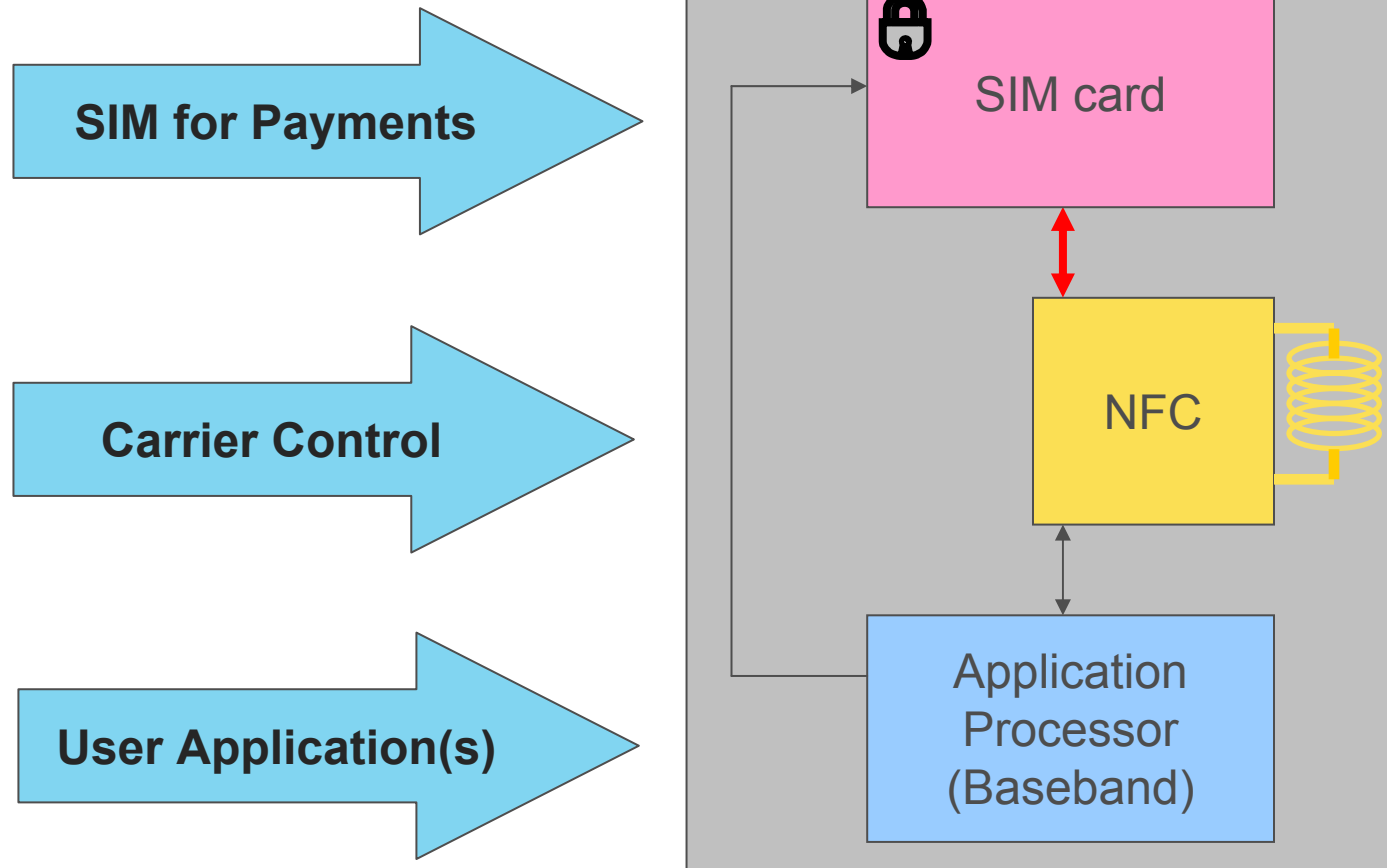 SIM for Payments
SIM card
Carrier Control
NFC
User Application(s)
Application
Processor
(Baseband)